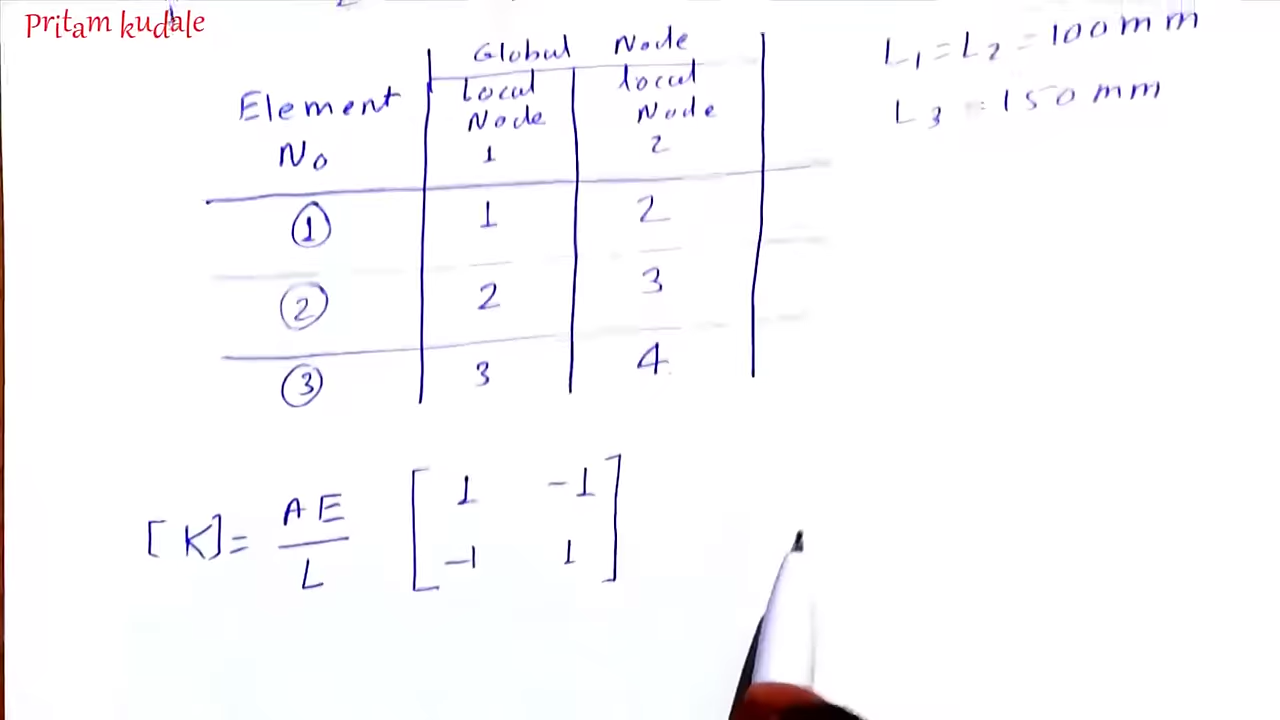 Pritam kudale
Global Node
Element No
Local Node 1
local Node 2
L1 = L2 = 100 mm
L3 = 150 mm
① 1 2
② 2 3
③ 3 4
[K] = AE/L [ 1 -1
-1 1 ]